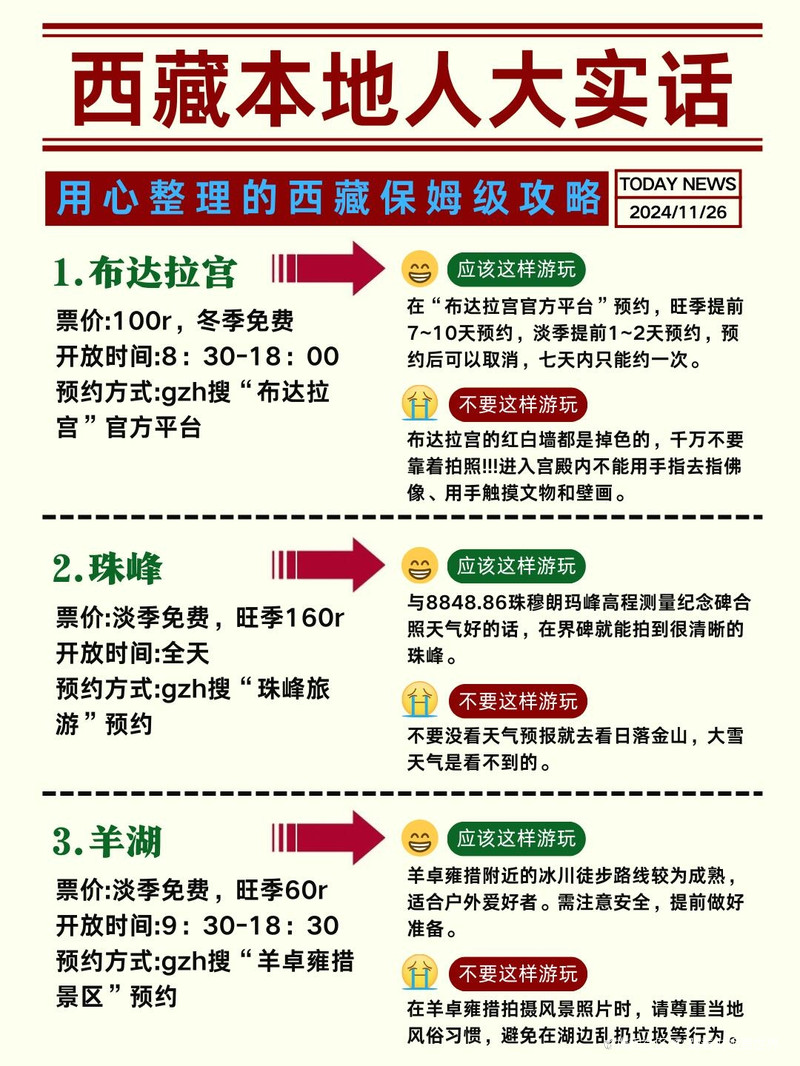 西藏本地人大实话
用心整理的西藏保姆级攻略
TODAY NEWS
2024/11/26
1.布达拉宫
票价:100r，冬季免费
开放时间:8：30-18：00
预约方式:gzh搜“布达拉
宫”官方平台
应该这样游玩
在“布达拉宫官方平台”预约，旺季提前
7~10天预约，淡季提前1~2天预约，预
约后可以取消，七天内只能约一次。
不要这样游玩
布达拉宫的红白墙都是掉色的，千万不要
靠着拍照!!!进入宫殿内不能用手指去指佛
像、用手触摸文物和壁画。
2.珠峰
票价:淡季免费，旺季160r
开放时间:全天
预约方式:gzh搜“珠峰旅
游”预约
应该这样游玩
与8848.86珠穆朗玛峰高程测量纪念碑合
照天气好的话，在界碑就能拍到很清晰的
珠峰。
不要这样游玩
不要没看天气预报就去看日落金山，大雪
天气是看不到的。
3.羊湖
票价:淡季免费，旺季60r
开放时间:9：30-18：30
预约方式:gzh搜“羊卓雍措
景区”预约
应该这样游玩
羊卓雍措附近的冰川徒步路线较为成熟，
适合户外爱好者。需注意安全，提前做好
准备。
不要这样游玩
在羊卓雍措拍摄风景照片时，请尊重当地
风俗习惯，避免在湖边乱扔垃圾等行为。